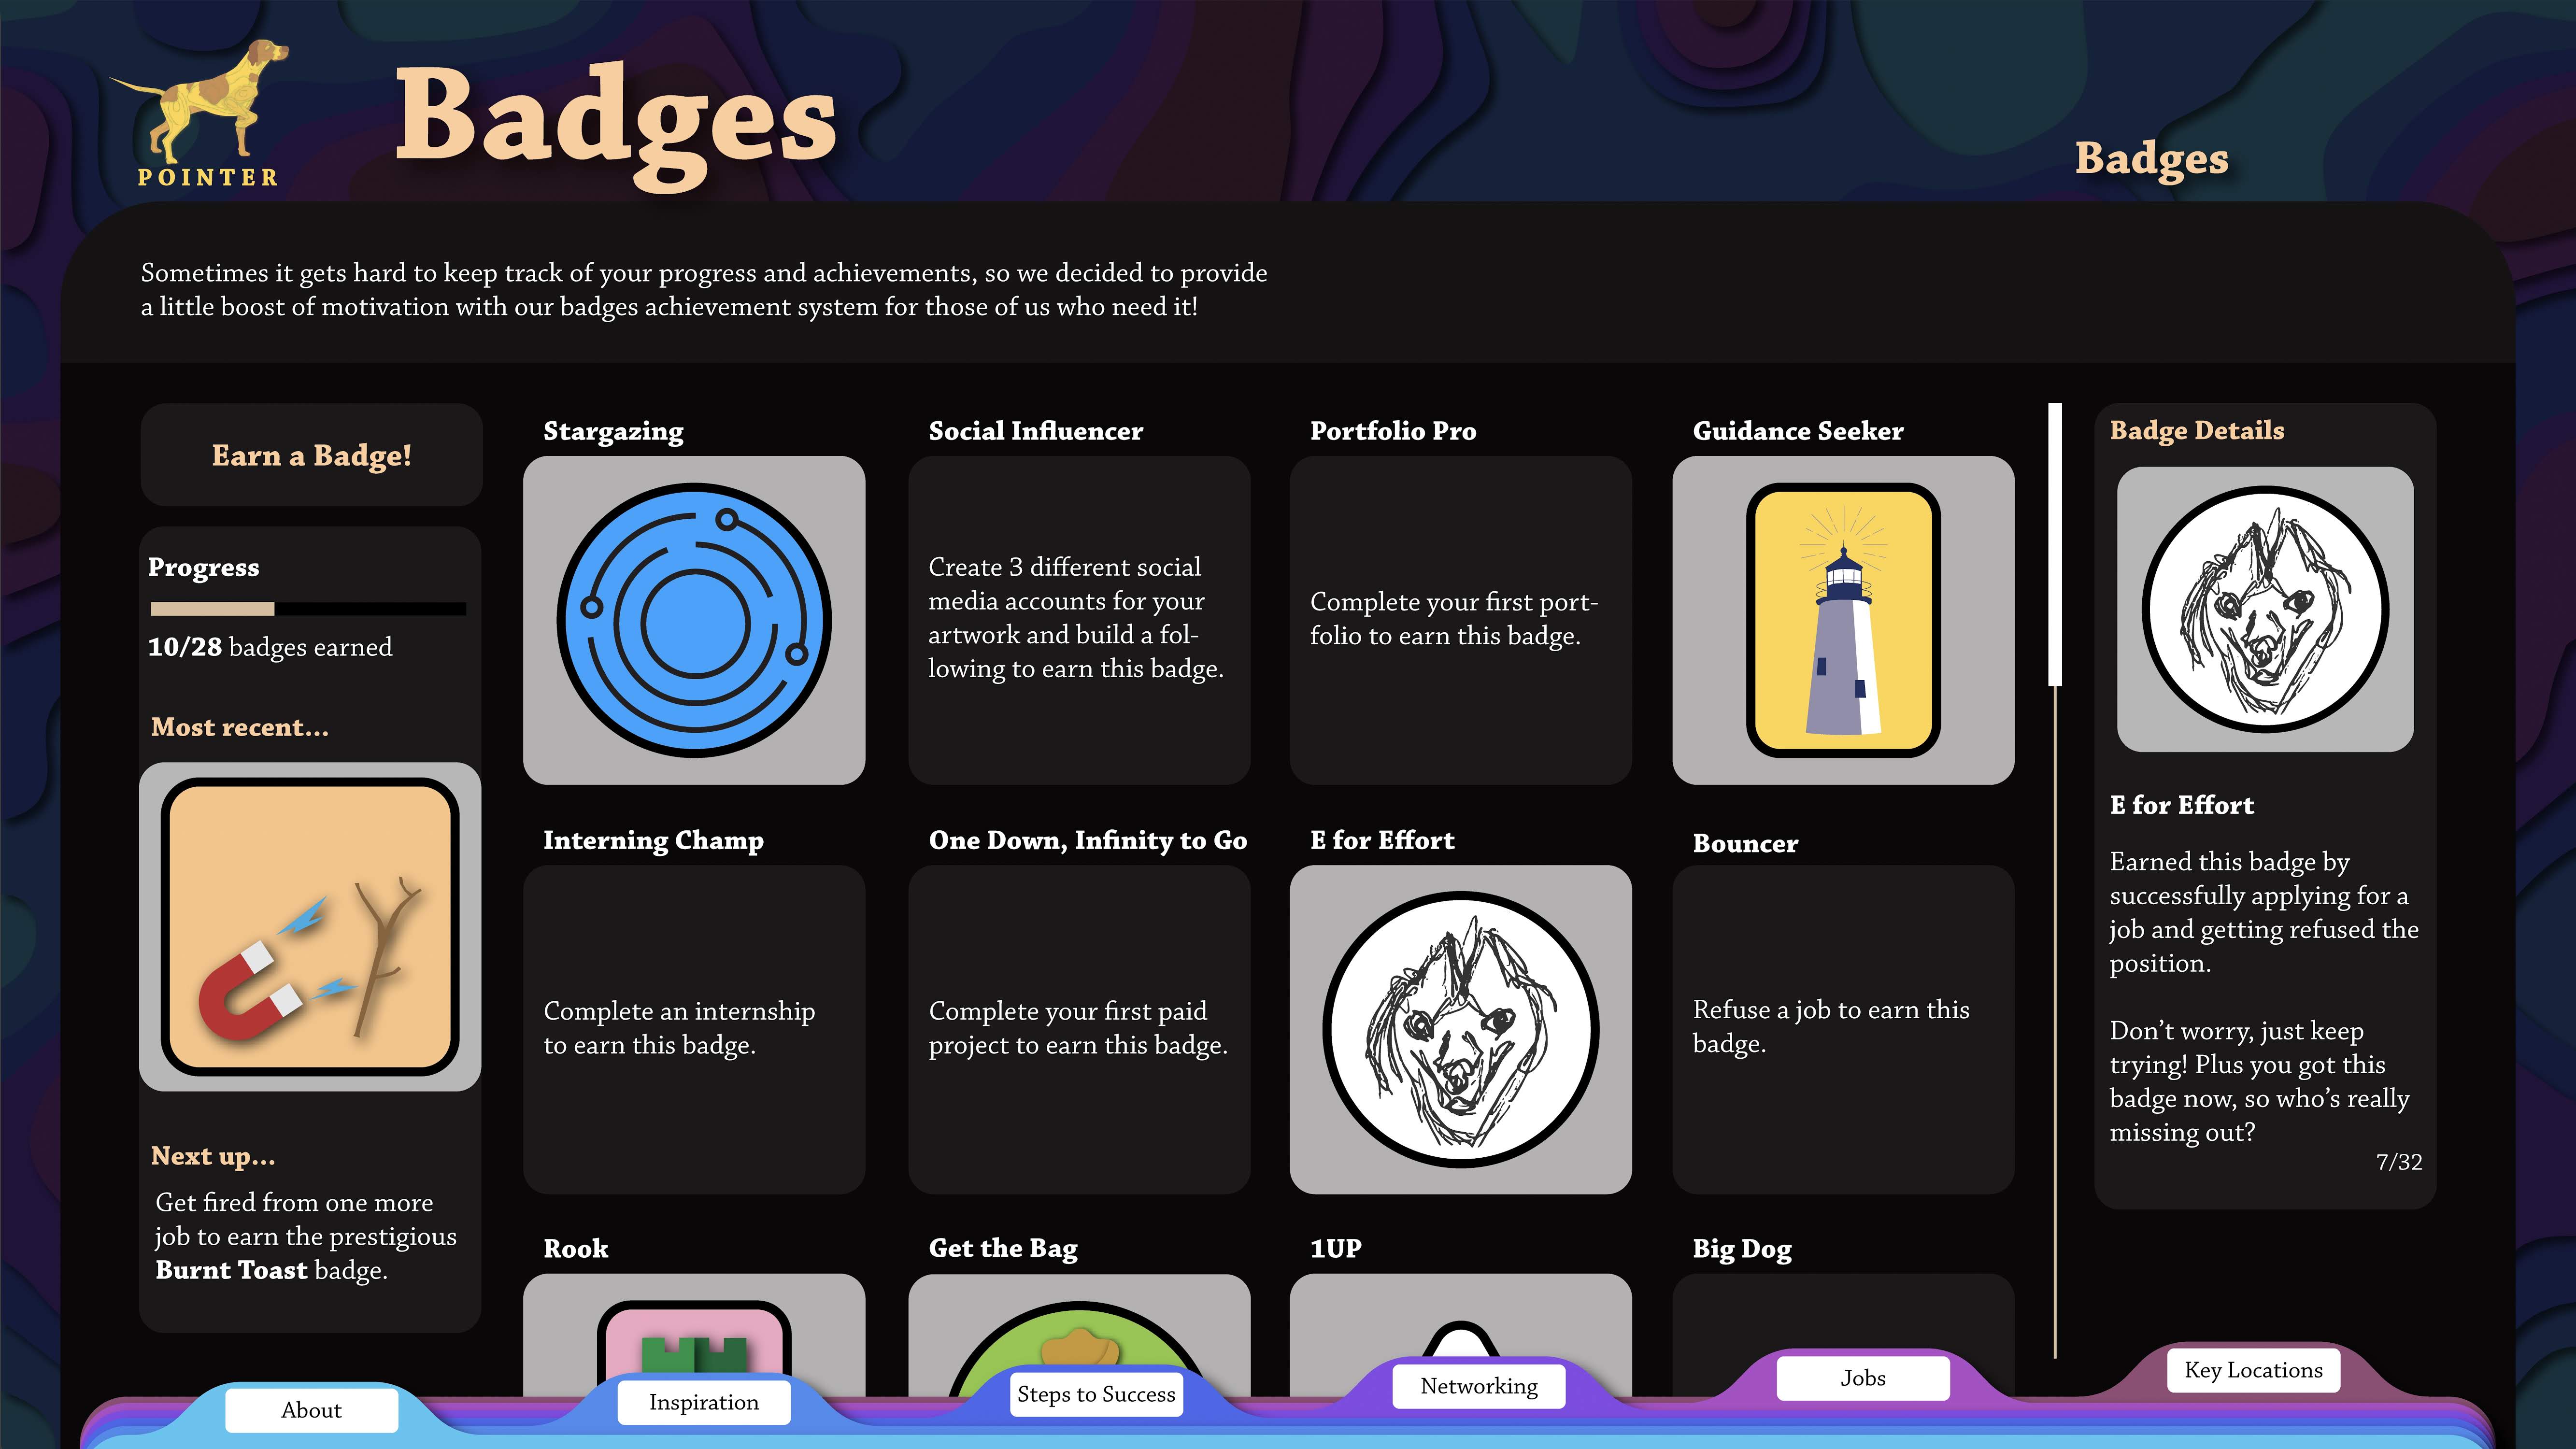 POINTER
Badges
Badges
Sometimes it gets hard to keep track of your progress and achievements, so we decided to provide
a little boost of motivation with our badges achievement system for those of us who need it!
Earn a Badge!
Progress
10/28 badges earned
Most recent...
Next up...
Get fired from one more
job to earn the prestigious
Burnt Toast badge.
Stargazing
Social Influencer
Create 3 different social
media accounts for your
artwork and build a fol-
lowing to earn this badge.
Portfolio Pro
Complete your first port-
folio to earn this badge.
Guidance Seeker
Interning Champ
Complete an internship
to earn this badge.
One Down, Infinity to Go
Complete your first paid
project to earn this badge.
E for Effort
Bouncer
Refuse a job to earn this
badge.
Rook
Get the Bag
1UP
Big Dog
Badge Details
E for Effort
Earned this badge by
successfully applying for a
job and getting refused the
position.
Don’t worry, just keep
trying! Plus you got this
badge now, so who’s really
missing out?
7/32
About
Inspiration
Steps to Success
Networking
Jobs
Key Locations